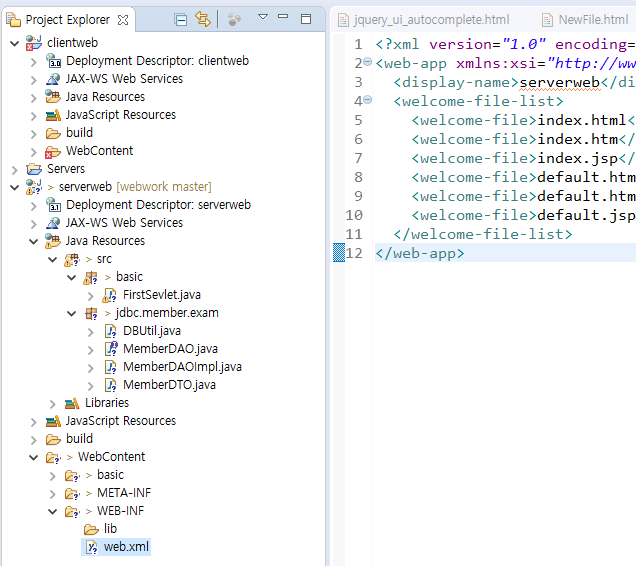 Project Explorer
clientweb
Deployment Descriptor: clientweb
JAX-WS Web Services
Java Resources
JavaScript Resources
build
WebContent
Servers
> serverweb [webwork master]
Deployment Descriptor: serverweb
JAX-WS Web Services
Java Resources
> src
> basic
FirstSevlet.java
> jdbc.member.exam
DBUtil.java
MemberDAO.java
MemberDAOImpl.java
MemberDTO.java
Libraries
JavaScript Resources
build
> WebContent
> basic
> META-INF
> WEB-INF
lib
web.xml
jquery_ui_autocomplete.html
NewFile.html
1 <?xml version="1.0" encoding=
2 <web-app xmlns:xsi="http://ww
3 <display-name>serverweb</di
4 <welcome-file-list>
5 <welcome-file>index.html<
6 <welcome-file>index.htm</
7 <welcome-file>index.jsp</
8 <welcome-file>default.htm
9 <welcome-file>default.htm
10 <welcome-file>default.jsp
11 </welcome-file-list>
12 </web-app>